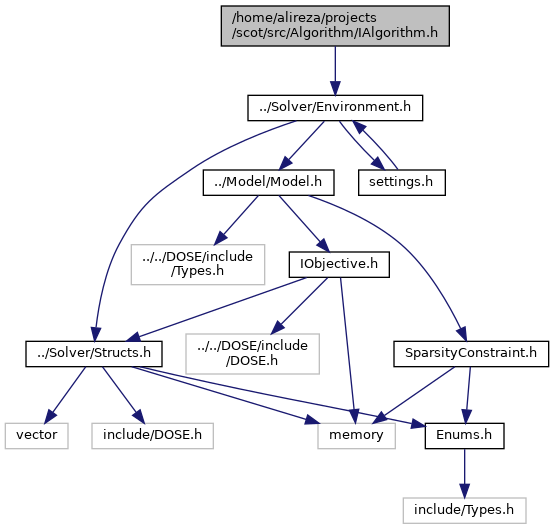 /home/alireza/projects
/scot/src/Algorithm/IAlgorithm.h
../Solver/Environment.h
../Model/Model.h
settings.h
../../DOSE/include
/Types.h
IObjective.h
../Solver/Structs.h
../../DOSE/include
/DOSE.h
SparsityConstraint.h
vector
include/DOSE.h
memory
Enums.h
include/Types.h